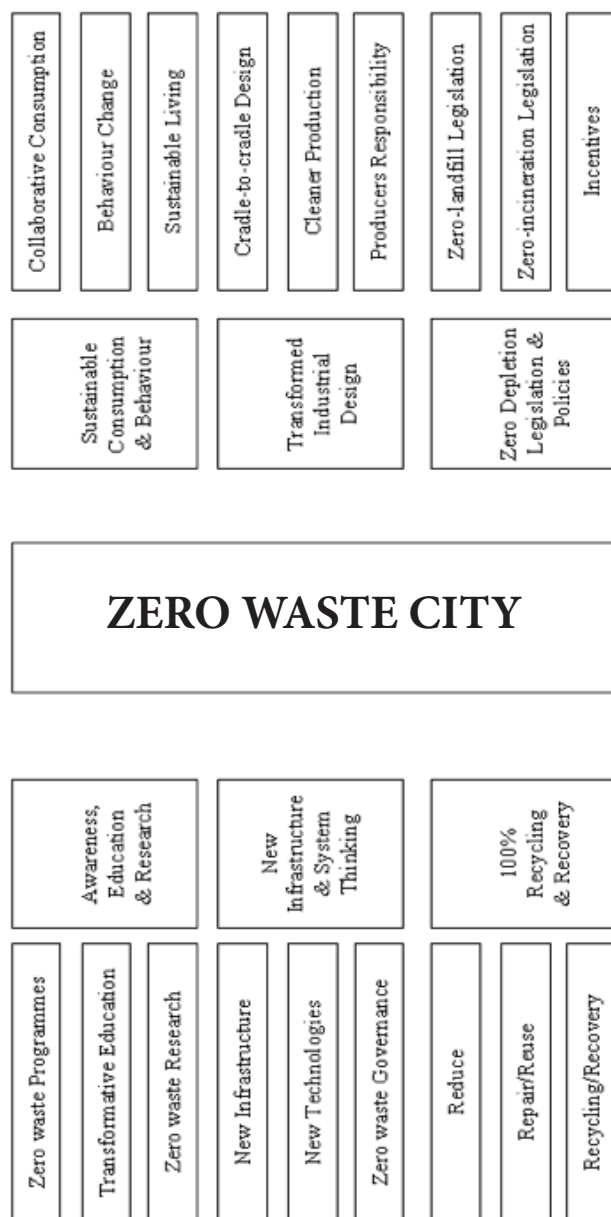 Collaborative Consumption
Behaviour Change
Sustainable Living
Cradle-to-cradle Design
Cleaner Production
Producers Responsibility
Zero-landfill Legislation
Zero-incineration Legislation
Incentives
Sustainable
Consumption
& Behaviour
Transformed
Industrial
Design
Zero Depletion
Legislation &
Policies
ZERO WASTE CITY
Awareness,
Education
& Research
New
Infrastructure
& System
Thinking
100%
Recycling
& Recovery
Zero waste Programmes
Transformative Education
Zero waste Research
New Infrastructure
New Technologies
Zero waste Governance
Reduce
Repair/Reuse
Recycling/Recovery